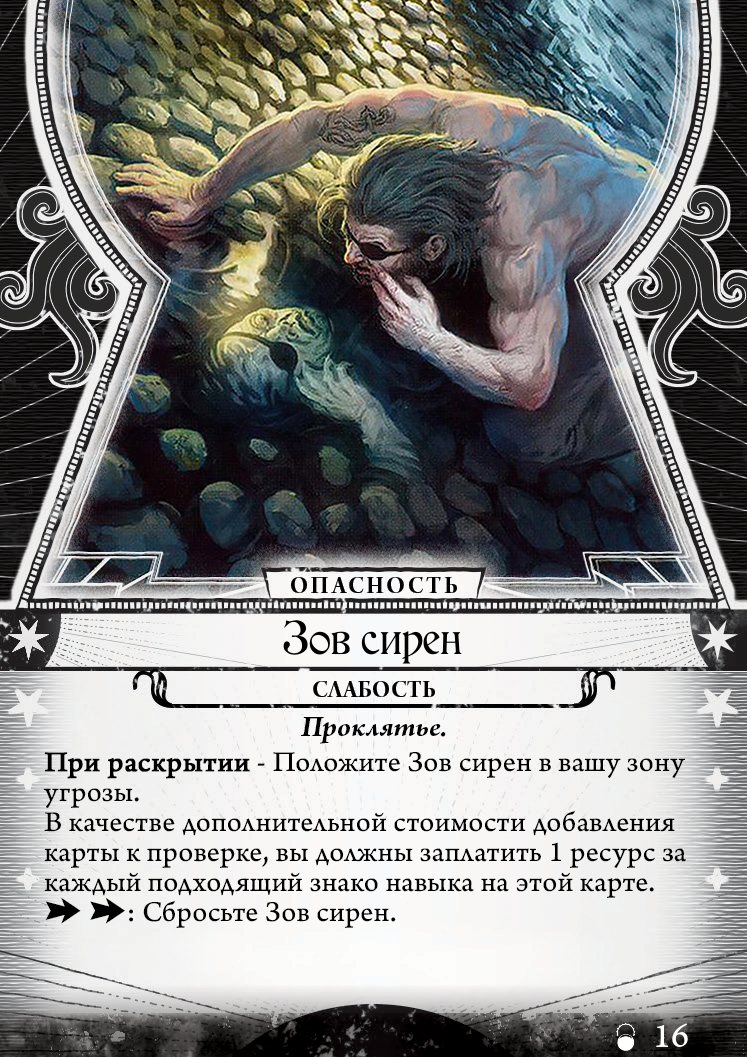 ОПАСНОСТЬ
Зов сирен
СЛАБОСТЬ
Проклятье.
При раскрытии - Положите Зов сирен в вашу зону
угрозы.
В качестве дополнительной стоимости добавления
карты к проверке, вы должны заплатить 1 ресурс за
каждый подходящий знако навыка на этой карте.
: Сбросьте Зов сирен.
16